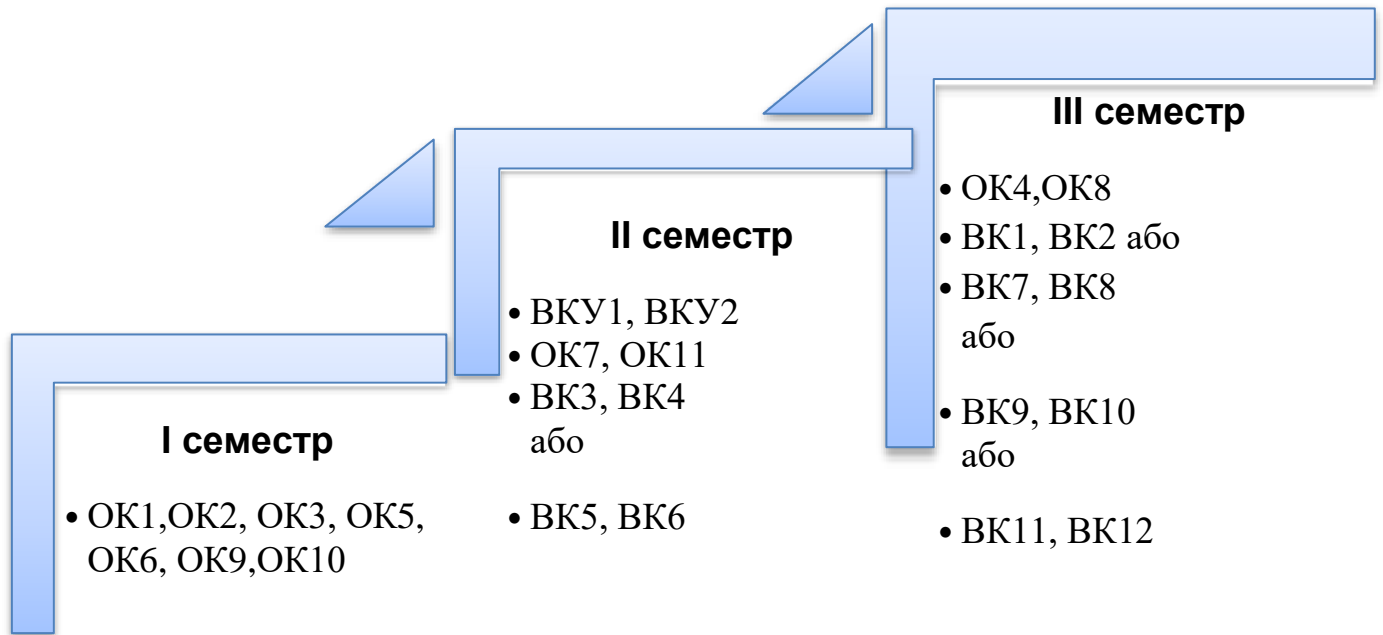 I семестр
• ОК1,ОК2, ОК3, ОК5,
ОК6, ОК9,ОК10
II семестр
• ВКУ1, ВКУ2
• ОК7, ОК11
• ВК3, ВК4
або
• ВК5, ВК6
III семестр
• ОК4,ОК8
• ВК1, ВК2 або
• ВК7, ВК8
або
• ВК9, ВК10
або
• ВК11, ВК12